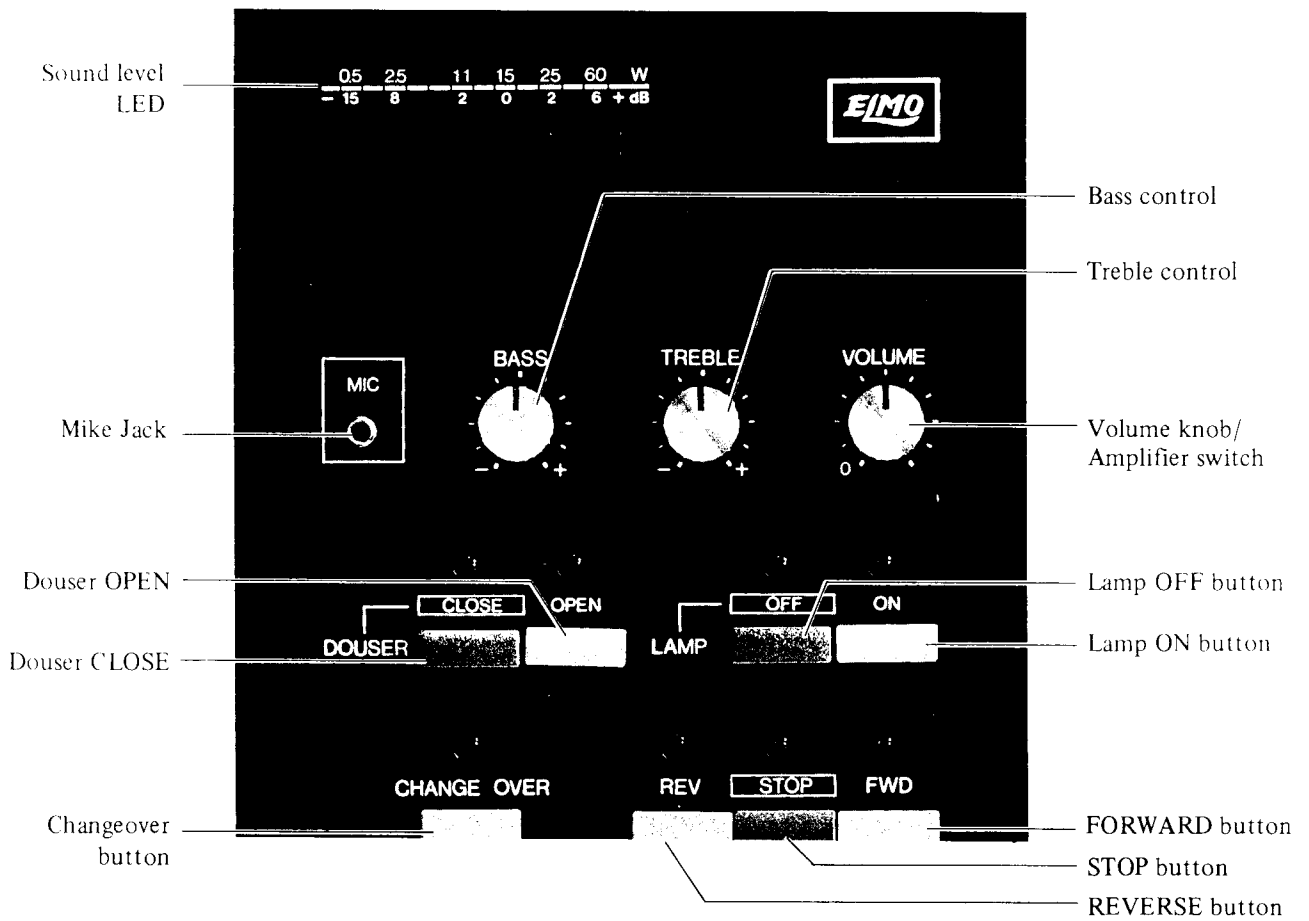 Sound level
LED
0.5 2.5 11 15 25 60 W
− 15 8 2 0 2 6 + dB
ELMO
Bass control
Treble control
BASS TREBLE VOLUME
MIC
Mike Jack
Volume knob/
Amplifier switch
− + − + 0
Douser OPEN
Lamp OFF button
CLOSE OPEN OFF ON
DOUSER LAMP
Lamp ON button
Douser CLOSE
CHANGE OVER REV STOP FWD
Changeover
button
FORWARD button
STOP button
REVERSE button